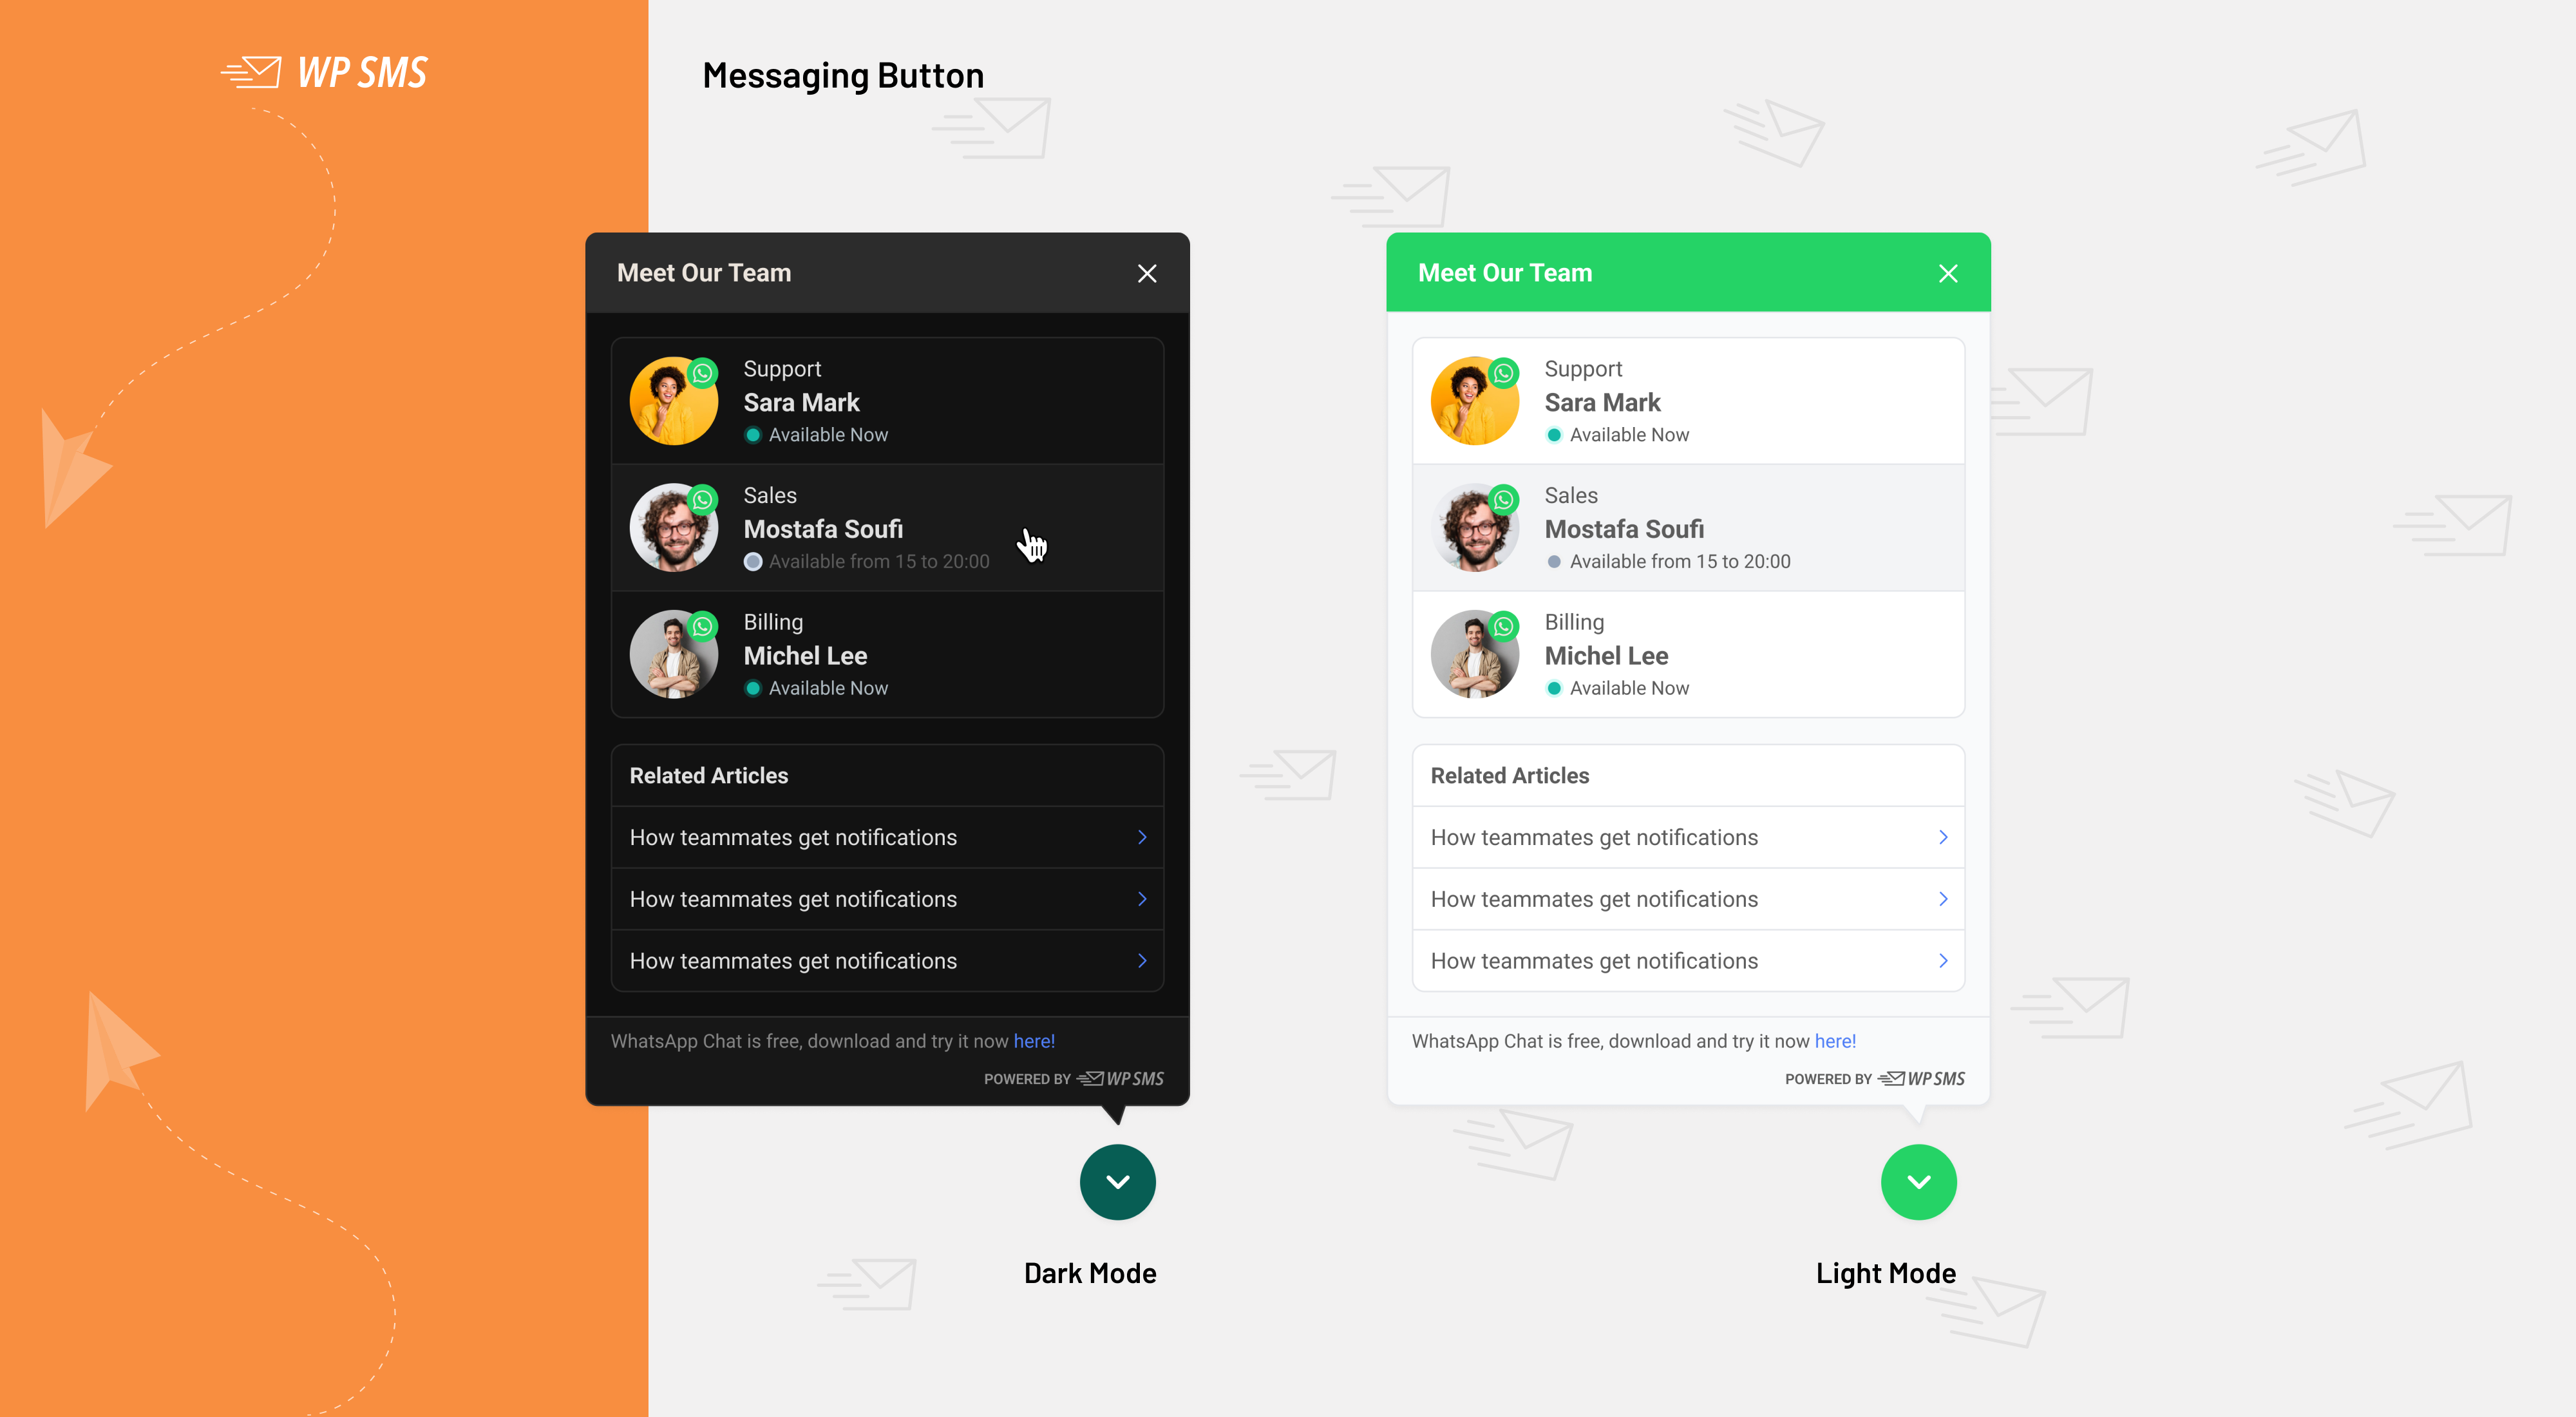 WP SMS
Messaging Button
Meet Our Team
Support
Sara Mark
Available Now
Sales
Mostafa Soufi
Available from 15 to 20:00
Billing
Michel Lee
Available Now
Related Articles
How teammates get notifications
How teammates get notifications
How teammates get notifications
WhatsApp Chat is free, download and try it now here!
POWERED BY WP SMS
Dark Mode
Meet Our Team
Support
Sara Mark
Available Now
Sales
Mostafa Soufi
Available from 15 to 20:00
Billing
Michel Lee
Available Now
Related Articles
How teammates get notifications
How teammates get notifications
How teammates get notifications
WhatsApp Chat is free, download and try it now here!
POWERED BY WP SMS
Light Mode